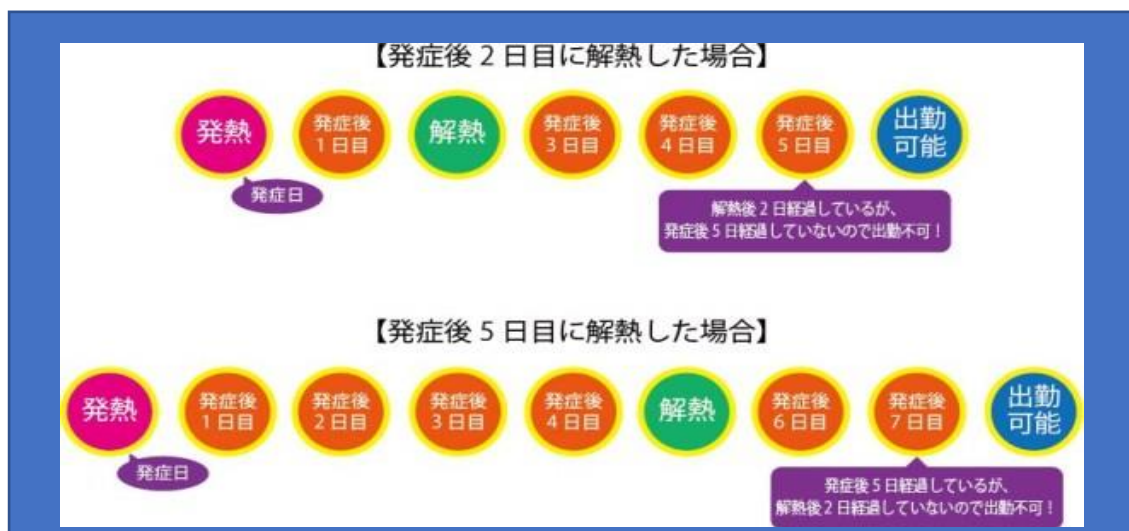 【発症後2日目に解熱した場合】
発熱
発症後
1日目
解熱
発症後
3日目
発症後
4日目
発症後
5日目
出勤
可能
発症日
解熱後2日経過しているが、
発症後5日経過していないので出勤不可！
【発症後5日目に解熱した場合】
発熱
発症後
1日目
発症後
2日目
発症後
3日目
発症後
4日目
解熱
発症後
6日目
発症後
7日目
出勤
可能
発症日
発症後5日経過しているが、
解熱後2日経過していないので出勤不可！